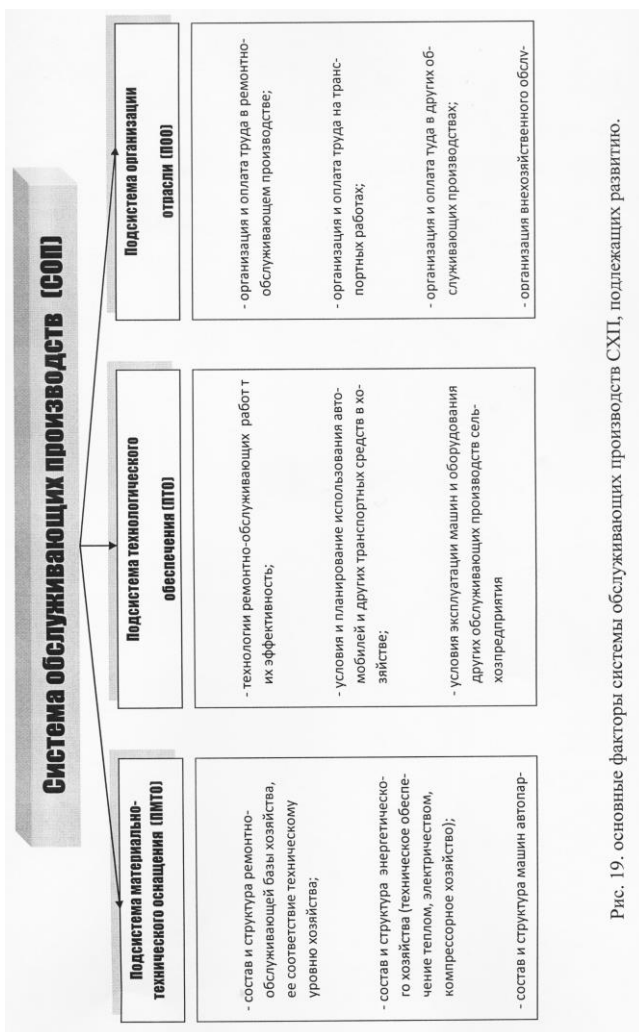 Система обслуживающих производств (СОП)
Подсистема материально-
технического оснащения (ПМТО)
- состав и структура ремонтно-
обслуживающей базы хозяйства,
ее соответствие техническому
уровню хозяйства;
- состав и структура энергетическо-
го хозяйства (техническое обеспе-
чение теплом, электричеством,
компрессорное хозяйство);
- состав и структура машин автопар-
Подсистема технологического
обеспечения (ПТО)
- технологии ремонтно-обслуживающих работ т
их эффективность;
- условия и планирование использования авто-
мобилей и других транспортных средств в хо-
зяйстве;
- условия эксплуатации машин и оборудования
других обслуживающих производств сель-
хозпредприятия
Подсистема организации
отрасли (ПОО)
- организация и оплата труда в ремонтно-
обслуживающем производстве;
- организация и оплата труда на транс-
портных работах;
- организация и оплата туда в других об-
служивающих производствах;
- организация внехозяйственного обслу-
Рис. 19. основные факторы системы обслуживающих производств СХП, подлежащих развитию.